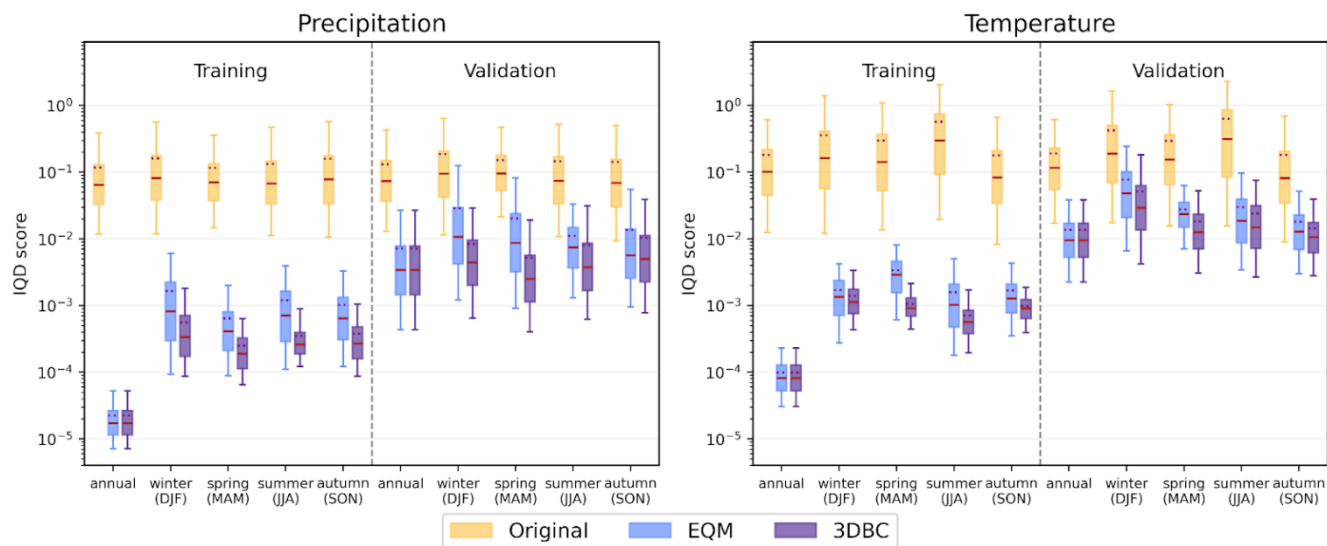 Precipitation
Temperature
Training
Validation
Training
Validation
IQD score
10⁰
10⁻¹
10⁻²
10⁻³
10⁻⁴
10⁻⁵
IQD score
10⁰
10⁻¹
10⁻²
10⁻³
10⁻⁴
10⁻⁵
annual winter spring summer autumn annual winter spring summer autumn
(DJF) (MAM) (JJA) (SON) (DJF) (MAM) (JJA) (SON)
annual winter spring summer autumn annual winter spring summer autumn
(DJF) (MAM) (JJA) (SON) (DJF) (MAM) (JJA) (SON)
Original EQM 3DBC